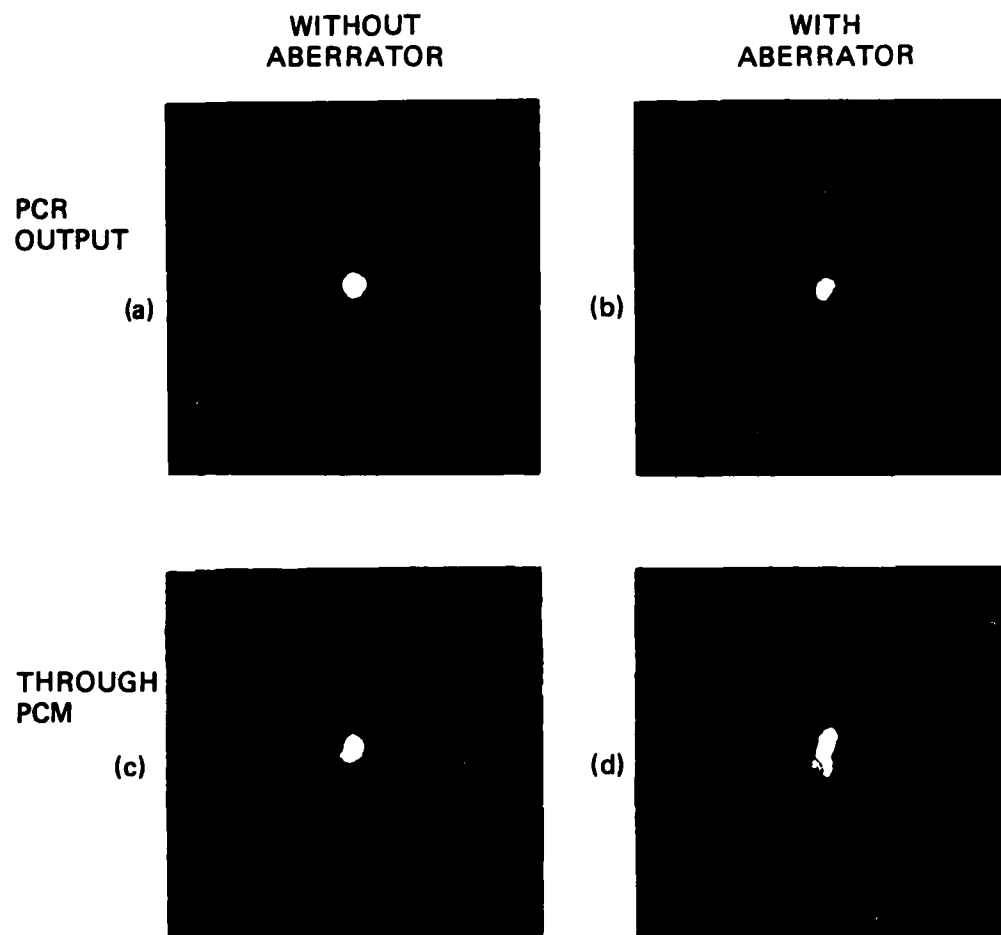 WITHOUT
ABERRATOR
WITH
ABERRATOR
PCR
OUTPUT
(a)
(b)
THROUGH
PCM
(c)
(d)